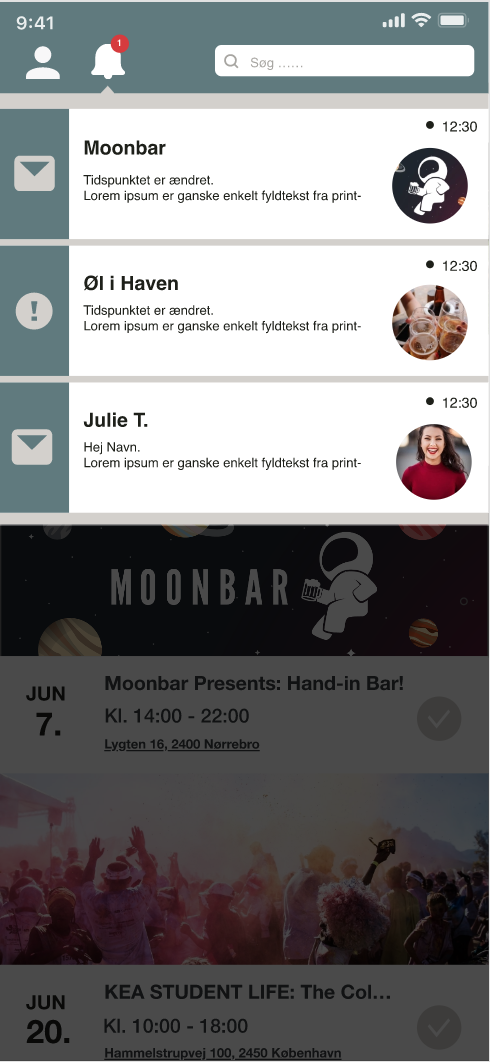 9:41
1
Søg ......
12:30
Moonbar
Tidspunktet er ændret.
Lorem ipsum er ganske enkelt fyldtekst fra print-
12:30
Øl i Haven
Tidspunktet er ændret.
Lorem ipsum er ganske enkelt fyldtekst fra print-
12:30
Julie T.
Hej Navn.
Lorem ipsum er ganske enkelt fyldtekst fra print-
MOONBAR
JUN
7.
Moonbar Presents: Hand-in Bar!
Kl. 14:00 - 22:00
Lygten 16, 2400 Nørrebro
JUN
20.
KEA STUDENT LIFE: The Col...
Kl. 10:00 - 18:00
Hammelstrupvej 100, 2450 København